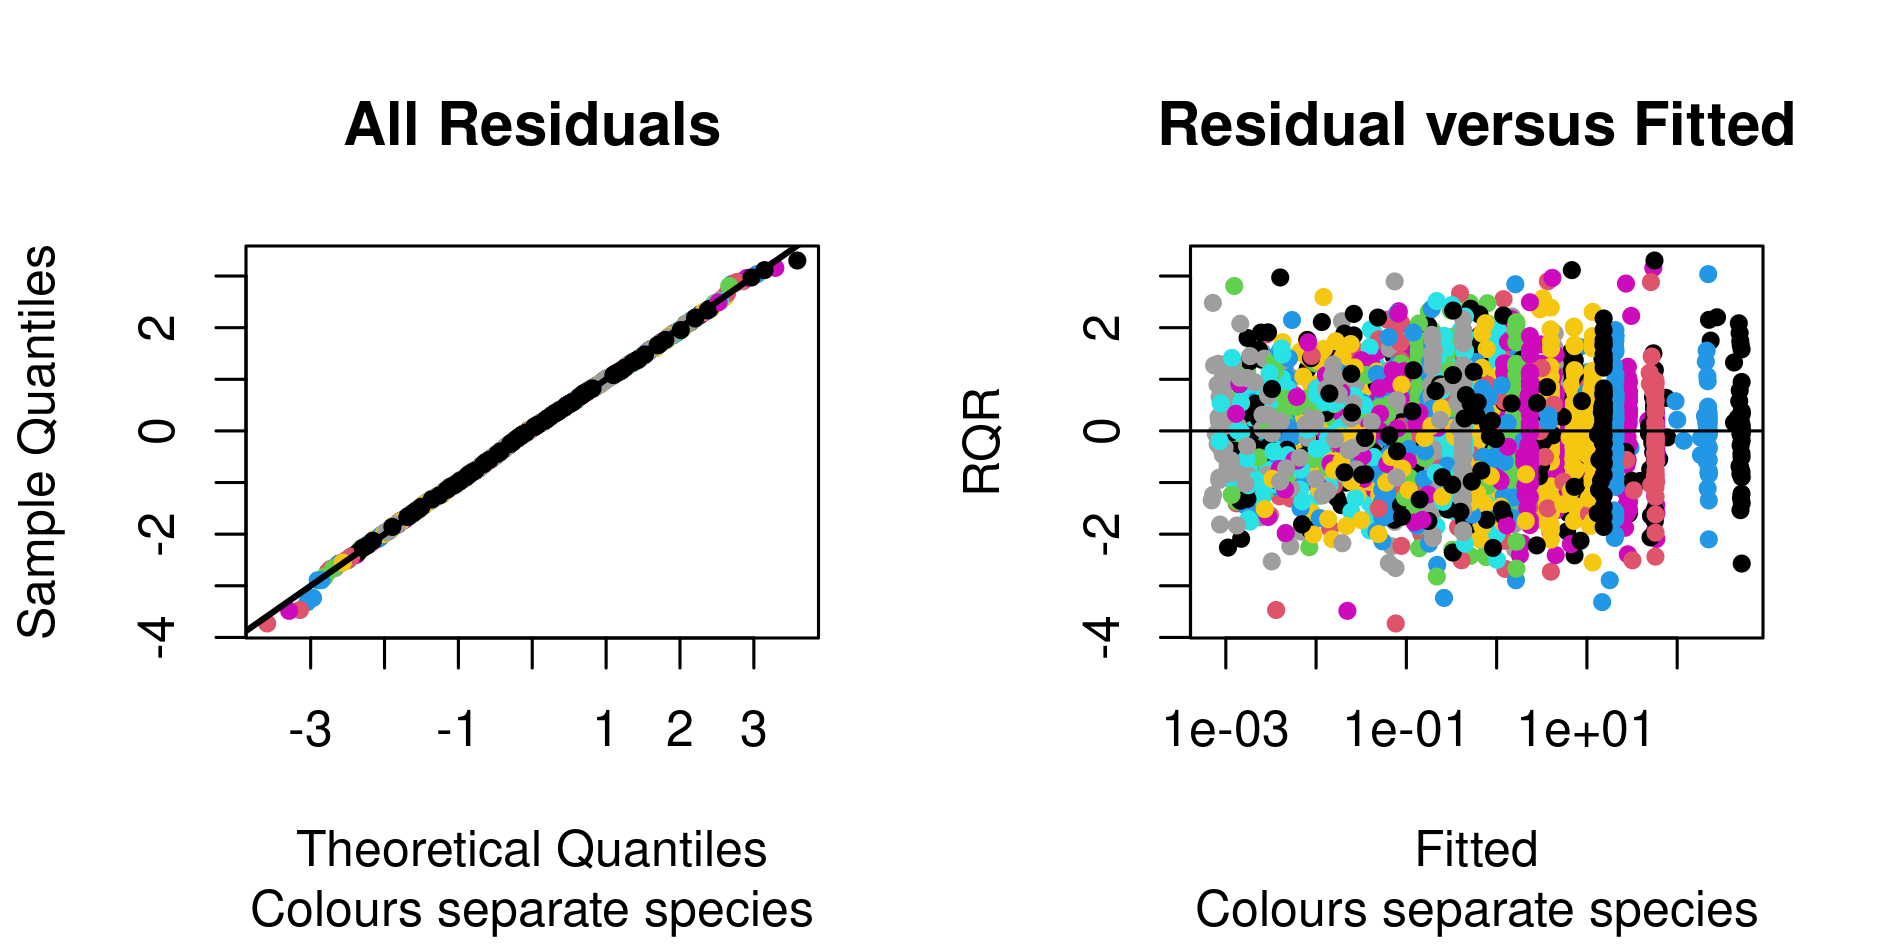 All Residuals
Sample Quantiles
2
0
-2
-4
-3
-1
1
2
3
Theoretical Quantiles
Colours separate species
Residual versus Fitted
RQR
2
0
-2
-4
1e-03
1e-01
1e+01
Fitted
Colours separate species